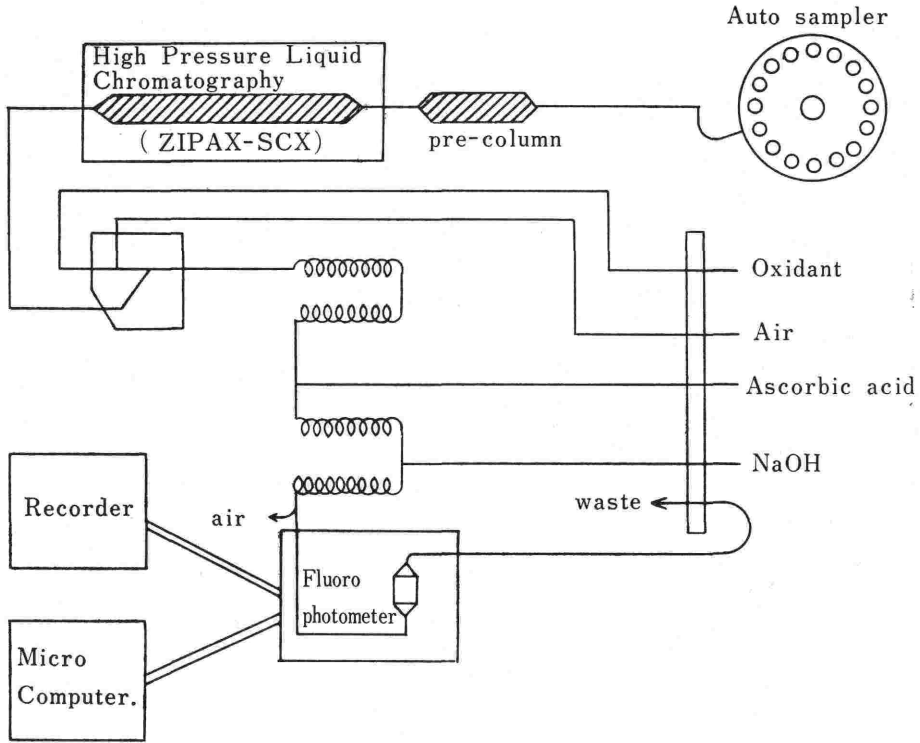 Auto sampler
High Pressure Liquid
Chromatography
( ZIPAX-SCX)
pre-column
Oxidant
Air
Ascorbic acid
NaOH
waste
air
Recorder
Fluoro
photometer
Micro
Computer.